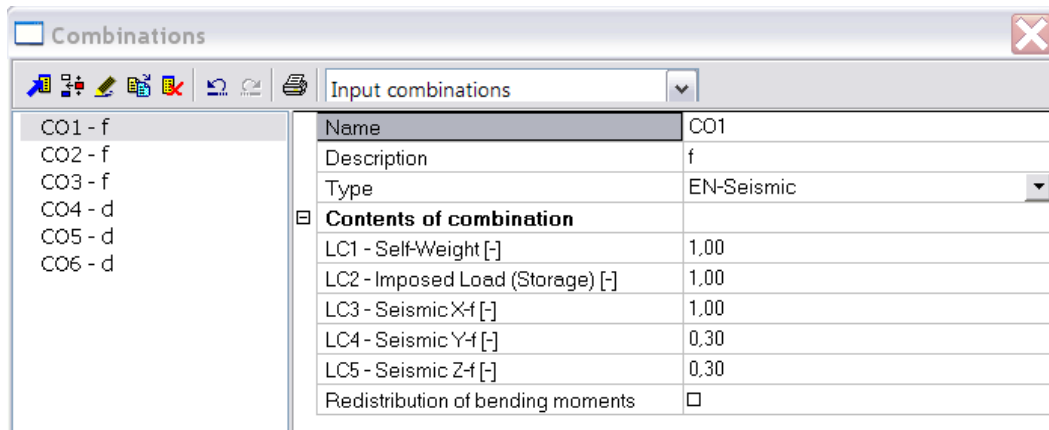 Combinations
Input combinations
CO1 - f
CO2 - f
CO3 - f
CO4 - d
CO5 - d
CO6 - d
Name CO1
Description f
Type EN-Seismic
Contents of combination
LC1 - Self-Weight [-] 1,00
LC2 - Imposed Load (Storage) [-] 1,00
LC3 - Seismic X-f [-] 1,00
LC4 - Seismic Y-f [-] 0,30
LC5 - Seismic Z-f [-] 0,30
Redistribution of bending moments